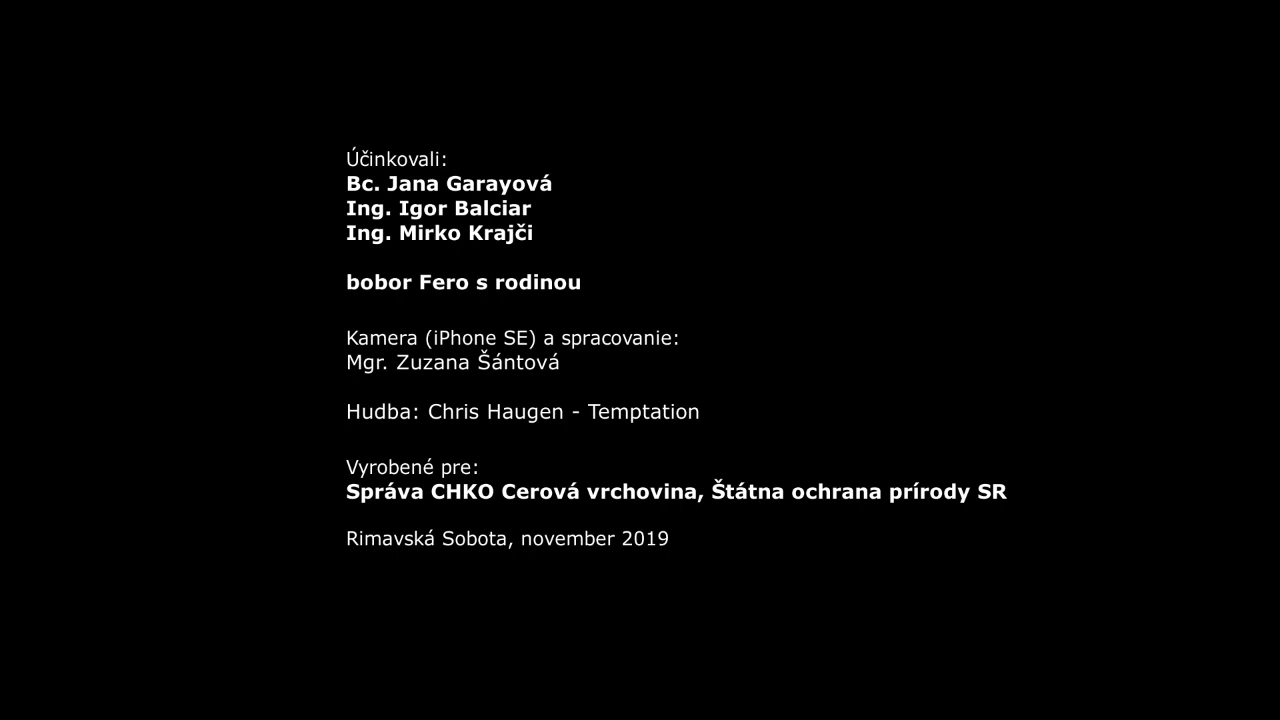 Účinkovali:
Bc. Jana Garayová
Ing. Igor Balciar
Ing. Mirko Krajči
bobor Fero s rodinou
Kamera (iPhone SE) a spracovanie:
Mgr. Zuzana Šántová
Hudba: Chris Haugen - Temptation
Vyrobené pre:
Správa CHKO Cerová vrchovina, Štátna ochrana prírody SR
Rimavská Sobota, november 2019